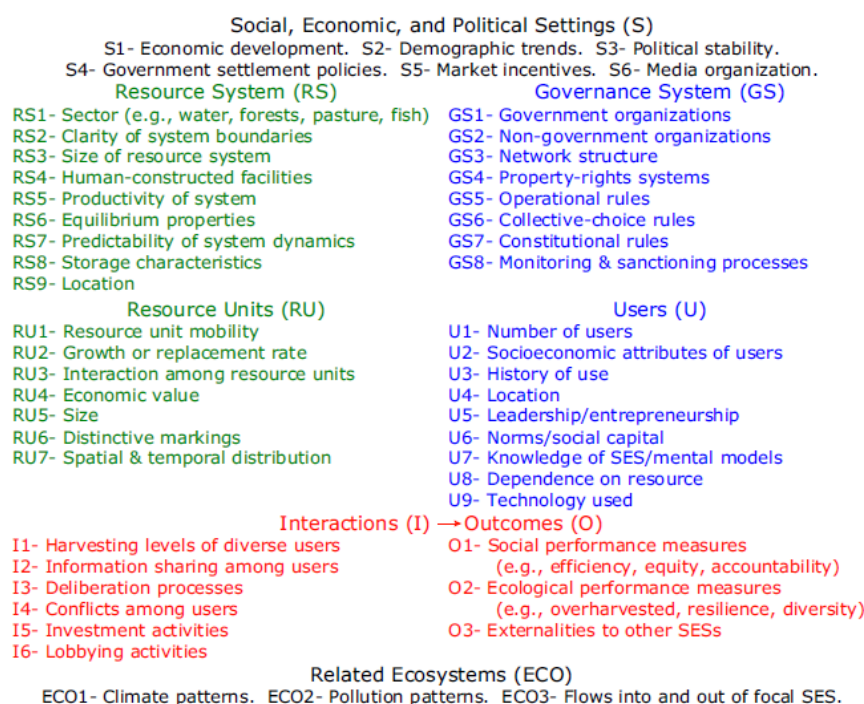 Social, Economic, and Political Settings (S)
S1- Economic development. S2- Demographic trends. S3- Political stability.
S4- Government settlement policies. S5- Market incentives. S6- Media organization.
Resource System (RS)
RS1- Sector (e.g., water, forests, pasture, fish)
RS2- Clarity of system boundaries
RS3- Size of resource system
RS4- Human-constructed facilities
RS5- Productivity of system
RS6- Equilibrium properties
RS7- Predictability of system dynamics
RS8- Storage characteristics
RS9- Location
Governance System (GS)
GS1- Government organizations
GS2- Non-government organizations
GS3- Network structure
GS4- Property-rights systems
GS5- Operational rules
GS6- Collective-choice rules
GS7- Constitutional rules
GS8- Monitoring & sanctioning processes
Resource Units (RU)
RU1- Resource unit mobility
RU2- Growth or replacement rate
RU3- Interaction among resource units
RU4- Economic value
RU5- Size
RU6- Distinctive markings
RU7- Spatial & temporal distribution
Users (U)
U1- Number of users
U2- Socioeconomic attributes of users
U3- History of use
U4- Location
U5- Leadership/entrepreneurship
U6- Norms/social capital
U7- Knowledge of SES/mental models
U8- Dependence on resource
U9- Technology used
Interactions (I) → Outcomes (O)
I1- Harvesting levels of diverse users
I2- Information sharing among users
I3- Deliberation processes
I4- Conflicts among users
I5- Investment activities
I6- Lobbying activities
O1- Social performance measures
(e.g., efficiency, equity, accountability)
O2- Ecological performance measures
(e.g., overharvested, resilience, diversity)
O3- Externalities to other SESs
Related Ecosystems (ECO)
ECO1- Climate patterns. ECO2- Pollution patterns. ECO3- Flows into and out of focal SES.